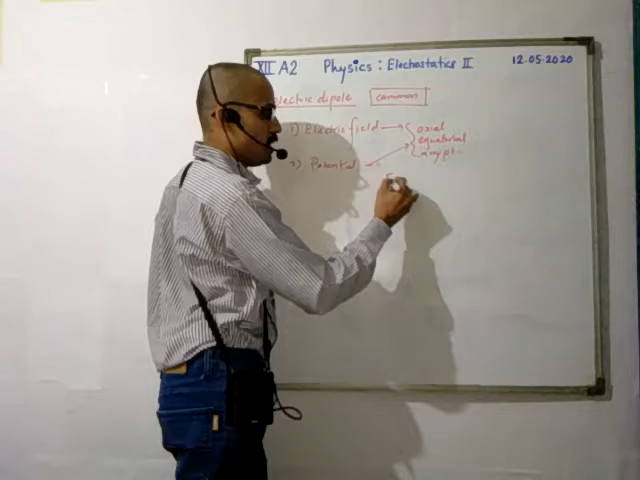 XII A2 Physics: Electrostatics II 12.05.2020
electric dipole common
1) Electric field → axial
equatorial
any pt.
2) Potential →